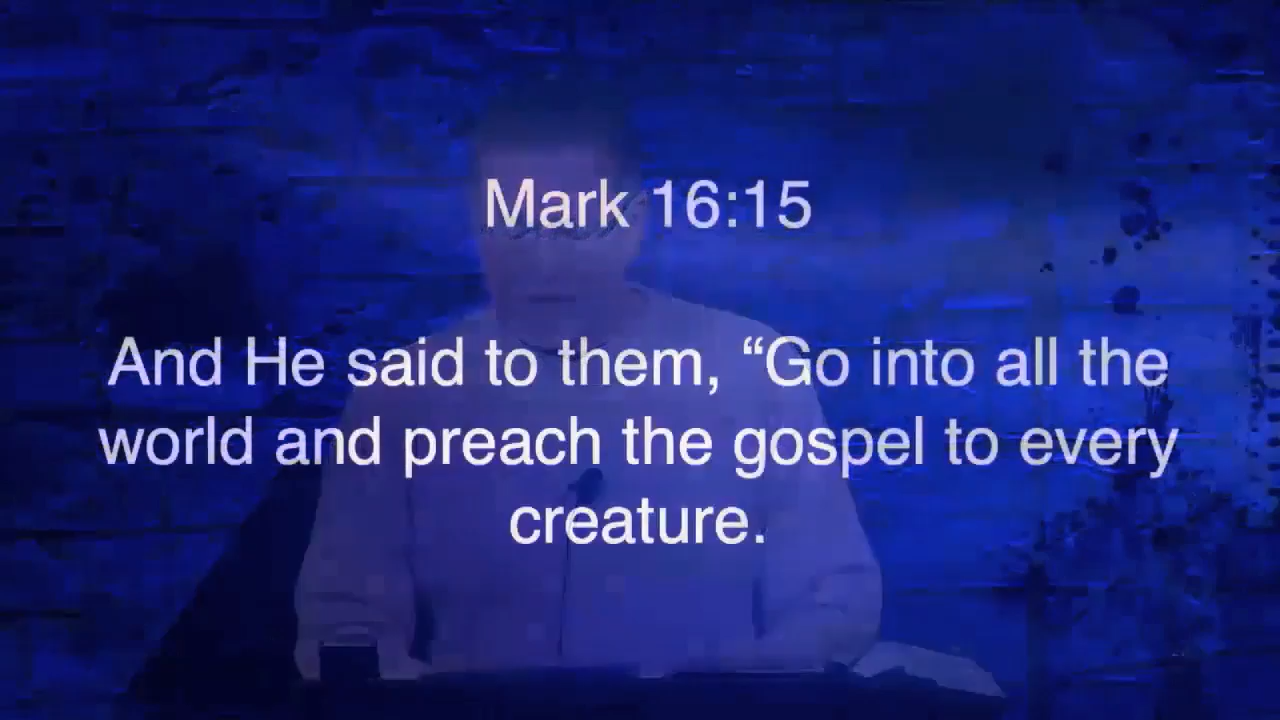 Mark 16:15
And He said to them, “Go into all the
world and preach the gospel to every
creature.